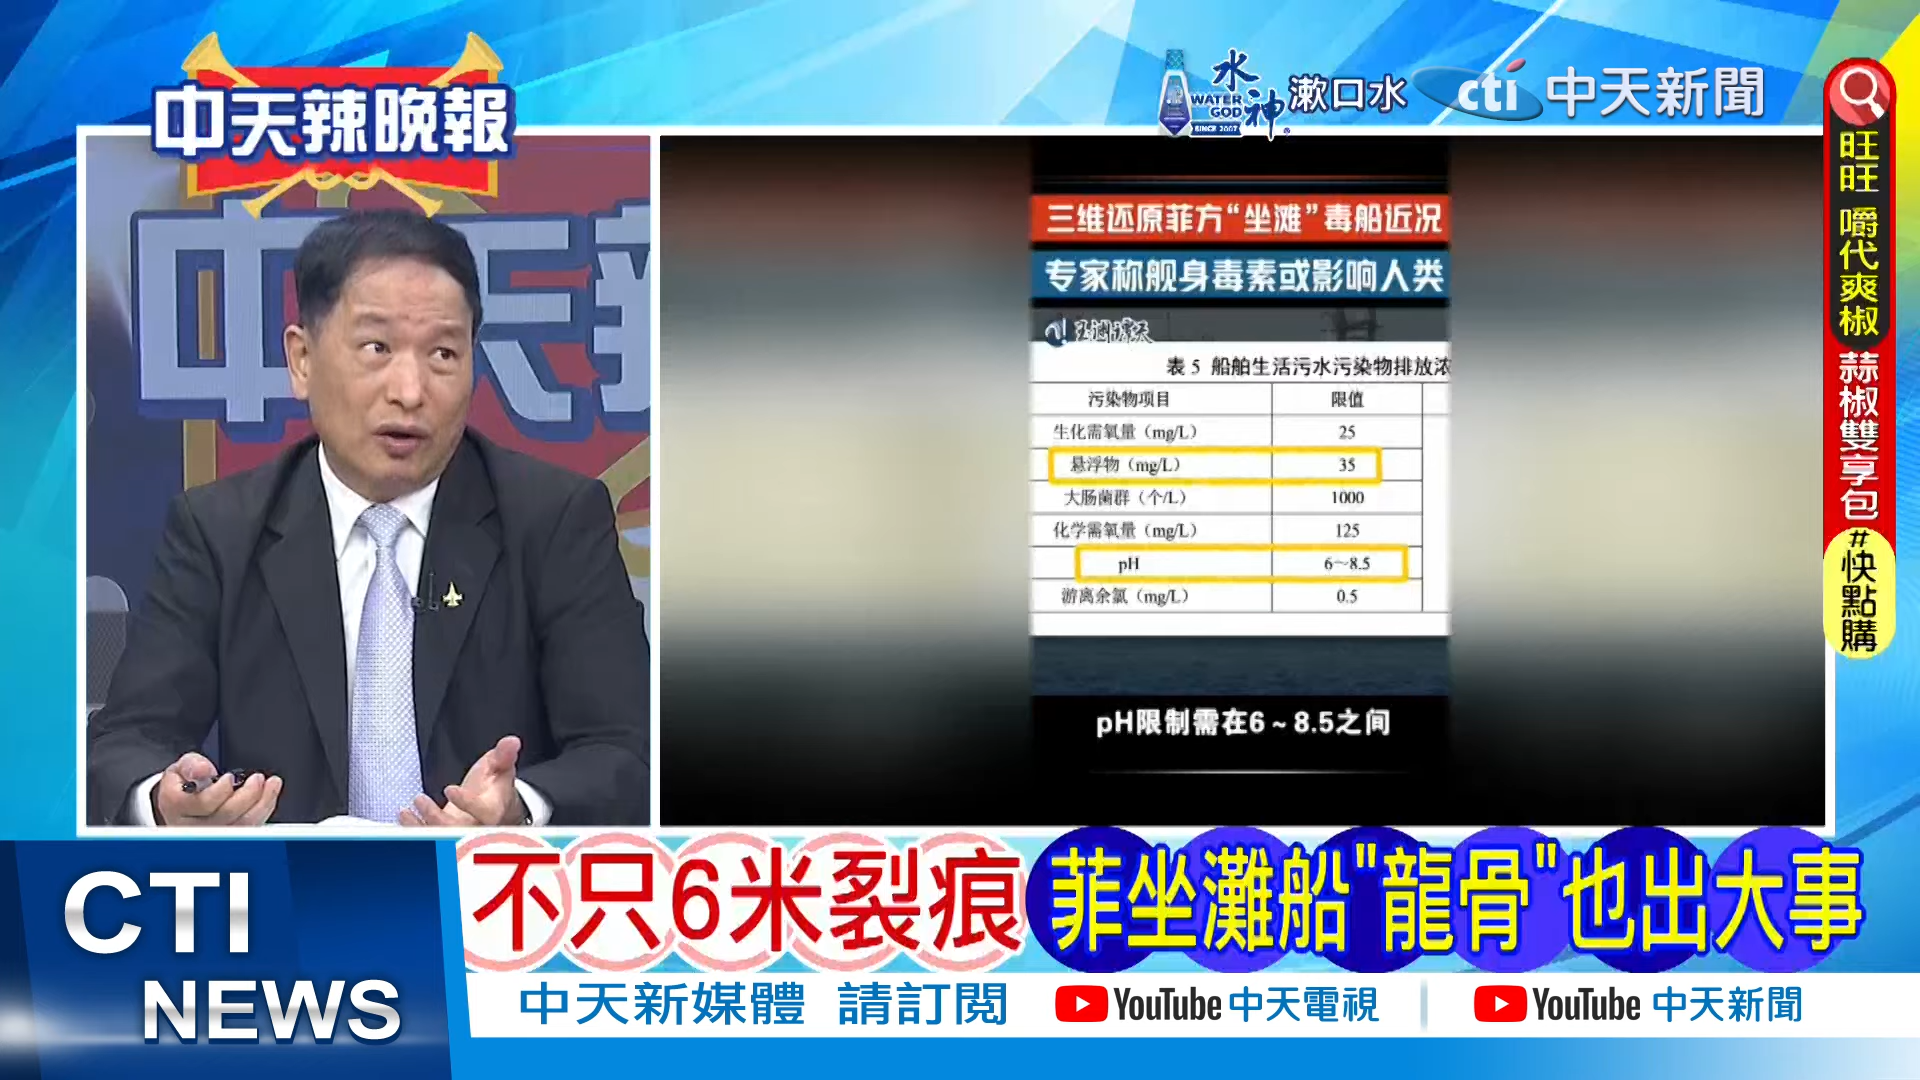 中天辣晚報
水神
WATER GOD
SINCE 2007
漱口水
cti 中天新聞
旺旺 嚼代爽椒 蒜椒雙享包 #快點購
三维还原菲方“坐滩”毒船近况
专家称舰身毒素或影响人类
玉渊谭天
表 5 船舶生活污水污染物排放浓
污染物项目 限值
生化需氧量（mg/L） 25
悬浮物（mg/L） 35
大肠菌群（个/L） 1000
化学需氧量（mg/L） 125
pH 6～8.5
游离余氯（mg/L） 0.5
pH限制需在6～8.5之间
不只6米裂痕 菲坐灘船"龍骨"也出大事
CTI NEWS
中天新媒體 請訂閱 YouTube 中天電視 | YouTube 中天新聞